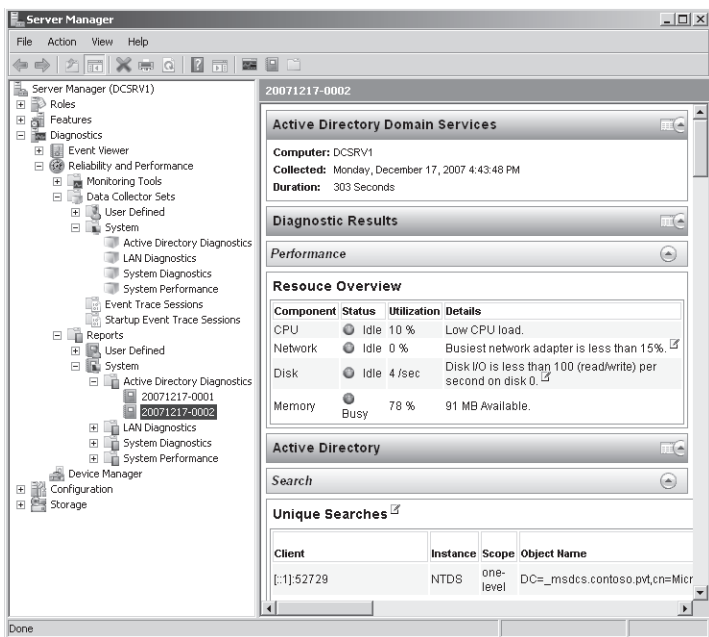 Server Manager
File Action View Help
Server Manager (DCSRV1)
Roles
Features
Diagnostics
Event Viewer
Reliability and Performance
Monitoring Tools
Data Collector Sets
User Defined
System
Active Directory Diagnostics
LAN Diagnostics
System Diagnostics
System Performance
Event Trace Sessions
Startup Event Trace Sessions
Reports
User Defined
System
Active Directory Diagnostics
20071217-0001
20071217-0002
LAN Diagnostics
System Diagnostics
System Performance
Device Manager
Configuration
Storage
20071217-0002
Active Directory Domain Services
Computer: DCSRV1
Collected: Monday, December 17, 2007 4:43:48 PM
Duration: 303 Seconds
Diagnostic Results
Performance
Resouce Overview
Component Status Utilization Details
CPU Idle 10 % Low CPU load.
Network Idle 0 % Busiest network adapter is less than 15%.
Disk Idle 4 /sec Disk I/O is less than 100 (read/write) per
second on disk 0.
Memory Busy 78 % 91 MB Available.
Active Directory
Search
Unique Searches
Client Instance Scope Object Name
[::1]:52729 NTDS one-
level DC=_msdcs.contoso.pvt,cn=Micr
Done